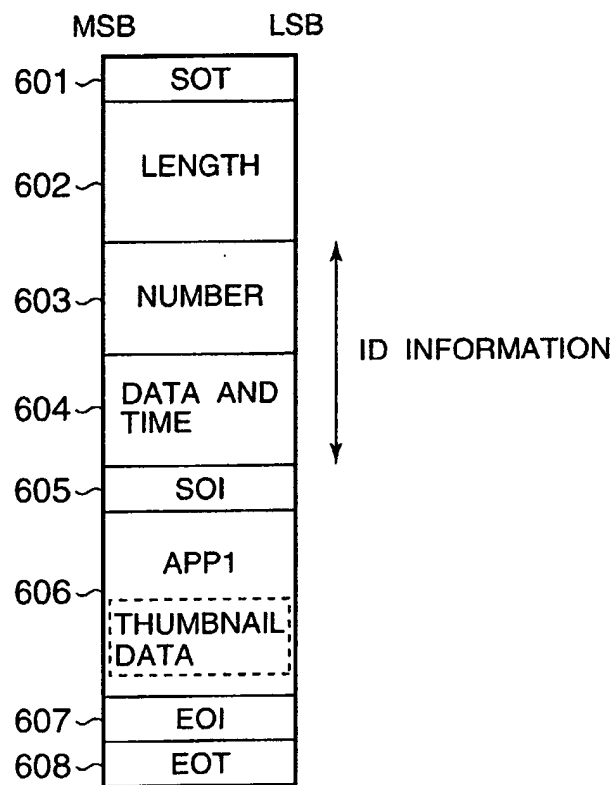 MSB LSB
601 SOT
602 LENGTH
603 NUMBER
ID INFORMATION
604 DATA AND
TIME
605 SOI
APP1
606
THUMBNAIL
DATA
607 EOI
608 EOT